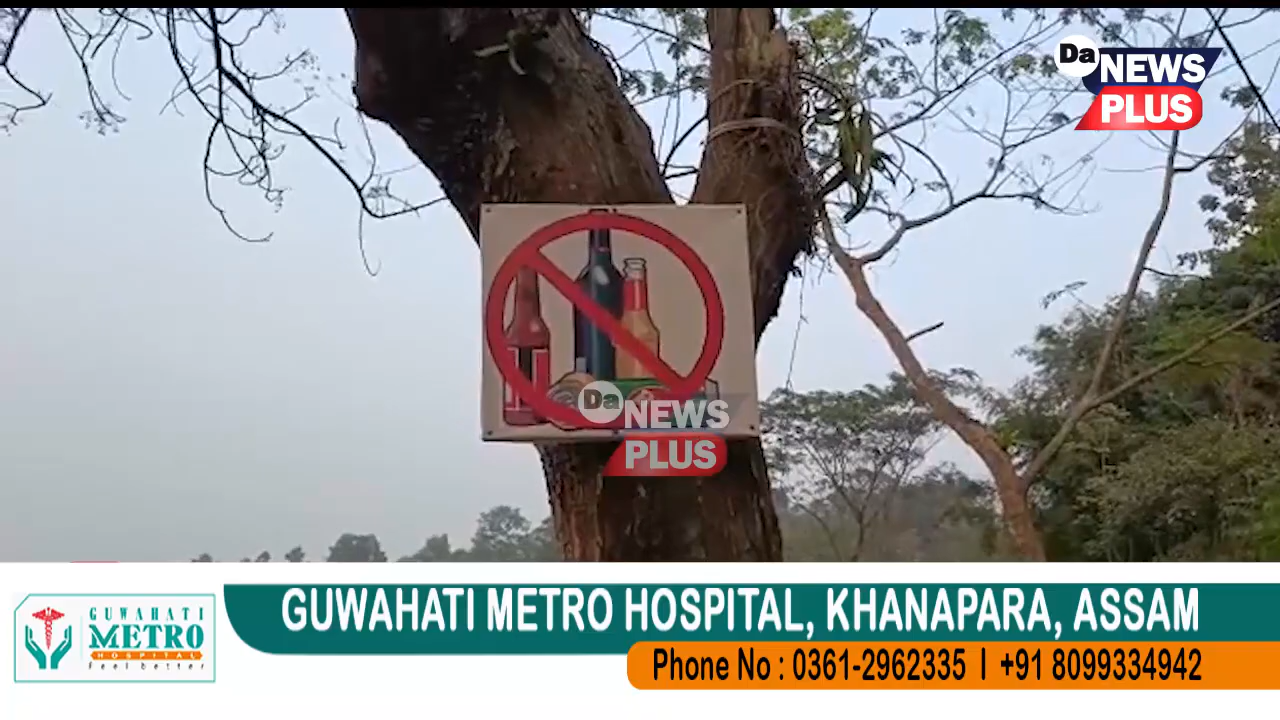 Da NEWS
PLUS
Da NEWS
PLUS
GUWAHATI
METRO
HOSPITAL
Feel better
GUWAHATI METRO HOSPITAL, KHANAPARA, ASSAM
Phone No : 0361-2962335 I +91 8099334942